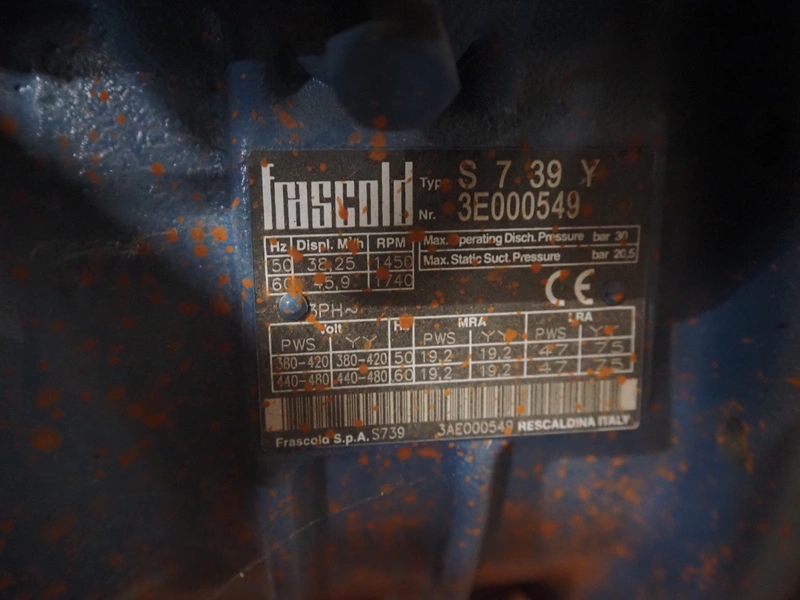 frascold
Typ. S 7 39 Y
Nr. 3E000549
Hz Displ. M³/h RPM
50 38,25 1450
60 45,9 1740
Max. Operating Disch. Pressure bar 30
Max. Static Suct. Pressure bar 20,5
CE
3PH~
Volt Hz MRA LRA
PWS YY PWS YY PWS YY
380-420 380-420 50 19,2 19,2 47 75
440-480 440-480 60 19,2 19,2 47 75
Frascold S.p.A. S739 3AE000549 RESCALDINA ITALY